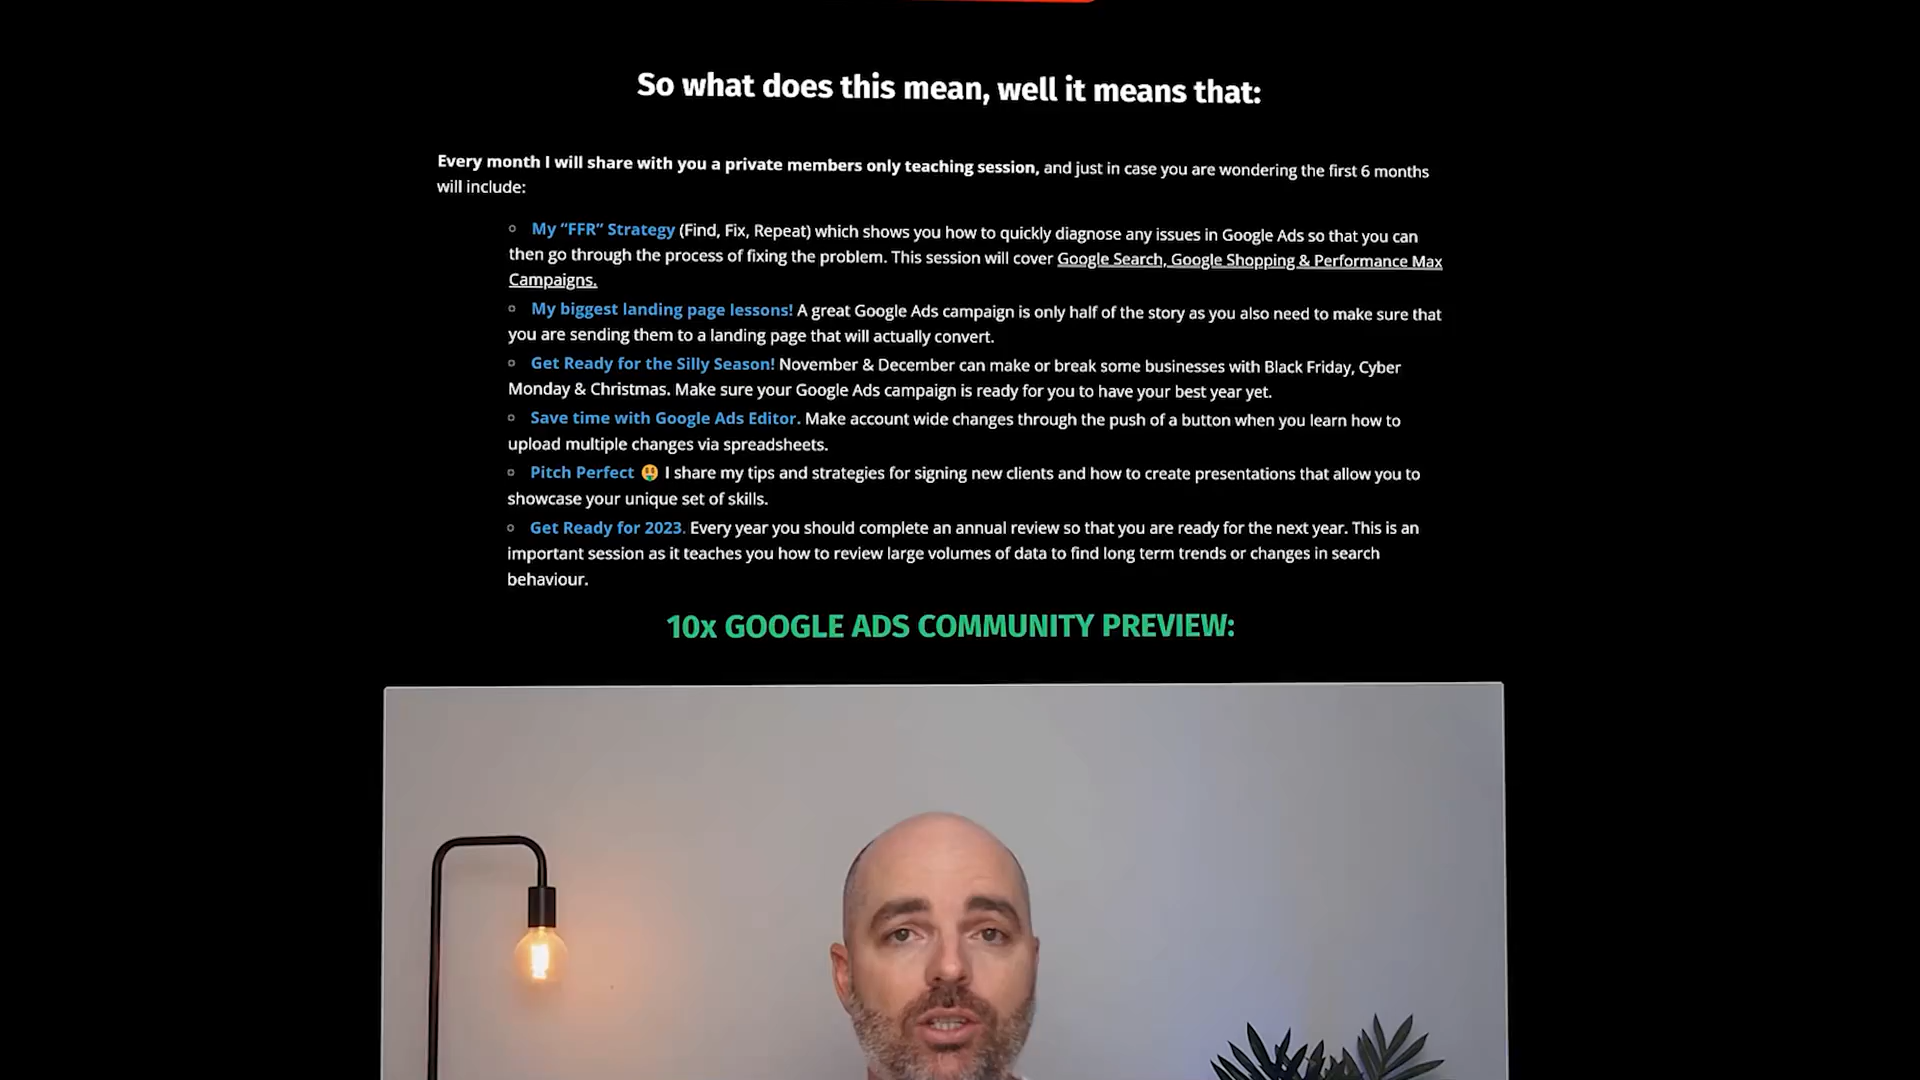 So what does this mean, well it means that:
Every month I will share with you a private members only teaching session, and just in case you are wondering the first 6 months
will include:
My “FFR” Strategy (Find, Fix, Repeat) which shows you how to quickly diagnose any issues in Google Ads so that you can
then go through the process of fixing the problem. This session will cover Google Search, Google Shopping & Performance Max
Campaigns.
My biggest landing page lessons! A great Google Ads campaign is only half of the story as you also need to make sure that
you are sending them to a landing page that will actually convert.
Get Ready for the Silly Season! November & December can make or break some businesses with Black Friday, Cyber
Monday & Christmas. Make sure your Google Ads campaign is ready for you to have your best year yet.
Save time with Google Ads Editor. Make account wide changes through the push of a button when you learn how to
upload multiple changes via spreadsheets.
Pitch Perfect 🤑 I share my tips and strategies for signing new clients and how to create presentations that allow you to
showcase your unique set of skills.
Get Ready for 2023. Every year you should complete an annual review so that you are ready for the next year. This is an
important session as it teaches you how to review large volumes of data to find long term trends or changes in search
behaviour.
10x GOOGLE ADS COMMUNITY PREVIEW: